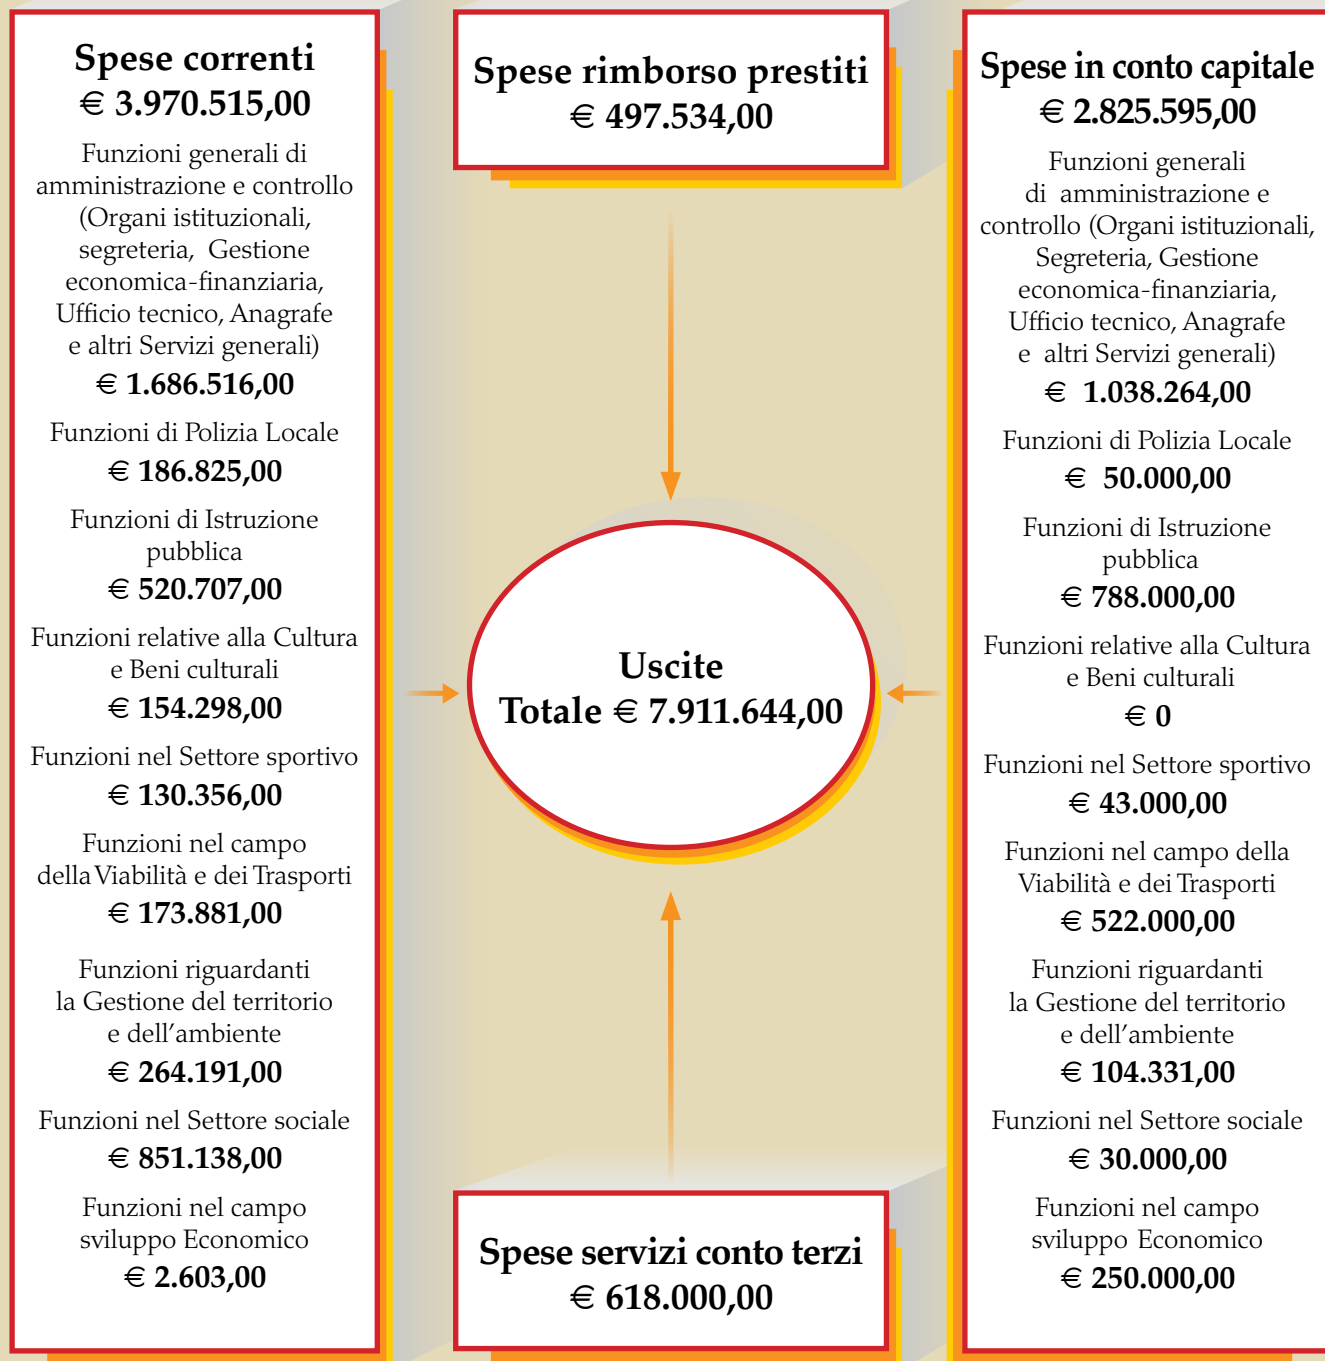 Spese correnti
€ 3.970.515,00
Funzioni generali di
amministrazione e controllo
(Organi istituzionali,
segreteria, Gestione
economica-finanziaria,
Ufficio tecnico, Anagrafe
e altri Servizi generali)
€ 1.686.516,00
Funzioni di Polizia Locale
€ 186.825,00
Funzioni di Istruzione
pubblica
€ 520.707,00
Funzioni relative alla Cultura
e Beni culturali
€ 154.298,00
Funzioni nel Settore sportivo
€ 130.356,00
Funzioni nel campo
della Viabilità e dei Trasporti
€ 173.881,00
Funzioni riguardanti
la Gestione del territorio
e dell'ambiente
€ 264.191,00
Funzioni nel Settore sociale
€ 851.138,00
Funzioni nel campo
sviluppo Economico
€ 2.603,00
Spese rimborso prestiti
€ 497.534,00
Uscite
Totale € 7.911.644,00
Spese servizi conto terzi
€ 618.000,00
Spese in conto capitale
€ 2.825.595,00
Funzioni generali
di amministrazione e
controllo (Organi istituzionali,
Segreteria, Gestione
economica-finanziaria,
Ufficio tecnico, Anagrafe
e altri Servizi generali)
€ 1.038.264,00
Funzioni di Polizia Locale
€ 50.000,00
Funzioni di Istruzione
pubblica
€ 788.000,00
Funzioni relative alla Cultura
e Beni culturali
€ 0
Funzioni nel Settore sportivo
€ 43.000,00
Funzioni nel campo della
Viabilità e dei Trasporti
€ 522.000,00
Funzioni riguardanti
la Gestione del territorio
e dell'ambiente
€ 104.331,00
Funzioni nel Settore sociale
€ 30.000,00
Funzioni nel campo
sviluppo Economico
€ 250.000,00